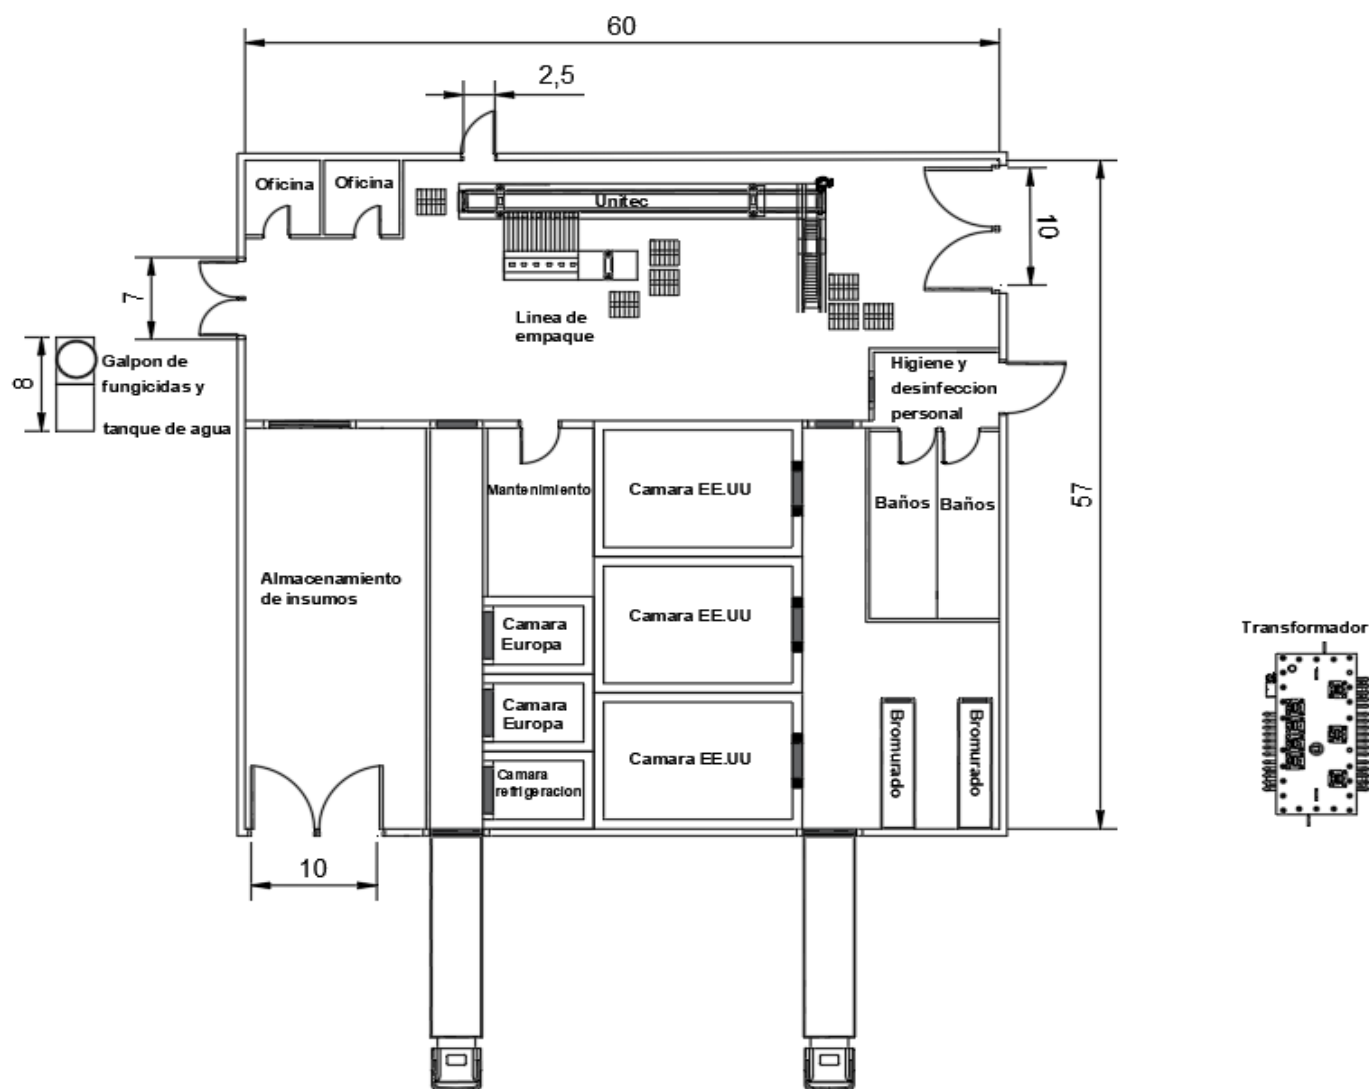 60
2,5
Oficina
Oficina
Unitec
10
7
Linea de
empaque
8
Galpon de
fungicidas y
tanque de agua
Higiene y
desinfeccion
personal
57
Mantenimiento
Camara EE.UU
Baños
Baños
Almacenamiento
de insumos
Camara
Europa
Camara EE.UU
Transformador
Camara
Europa
Camara EE.UU
Bromurado
Bromurado
Camara
refrigeracion
10